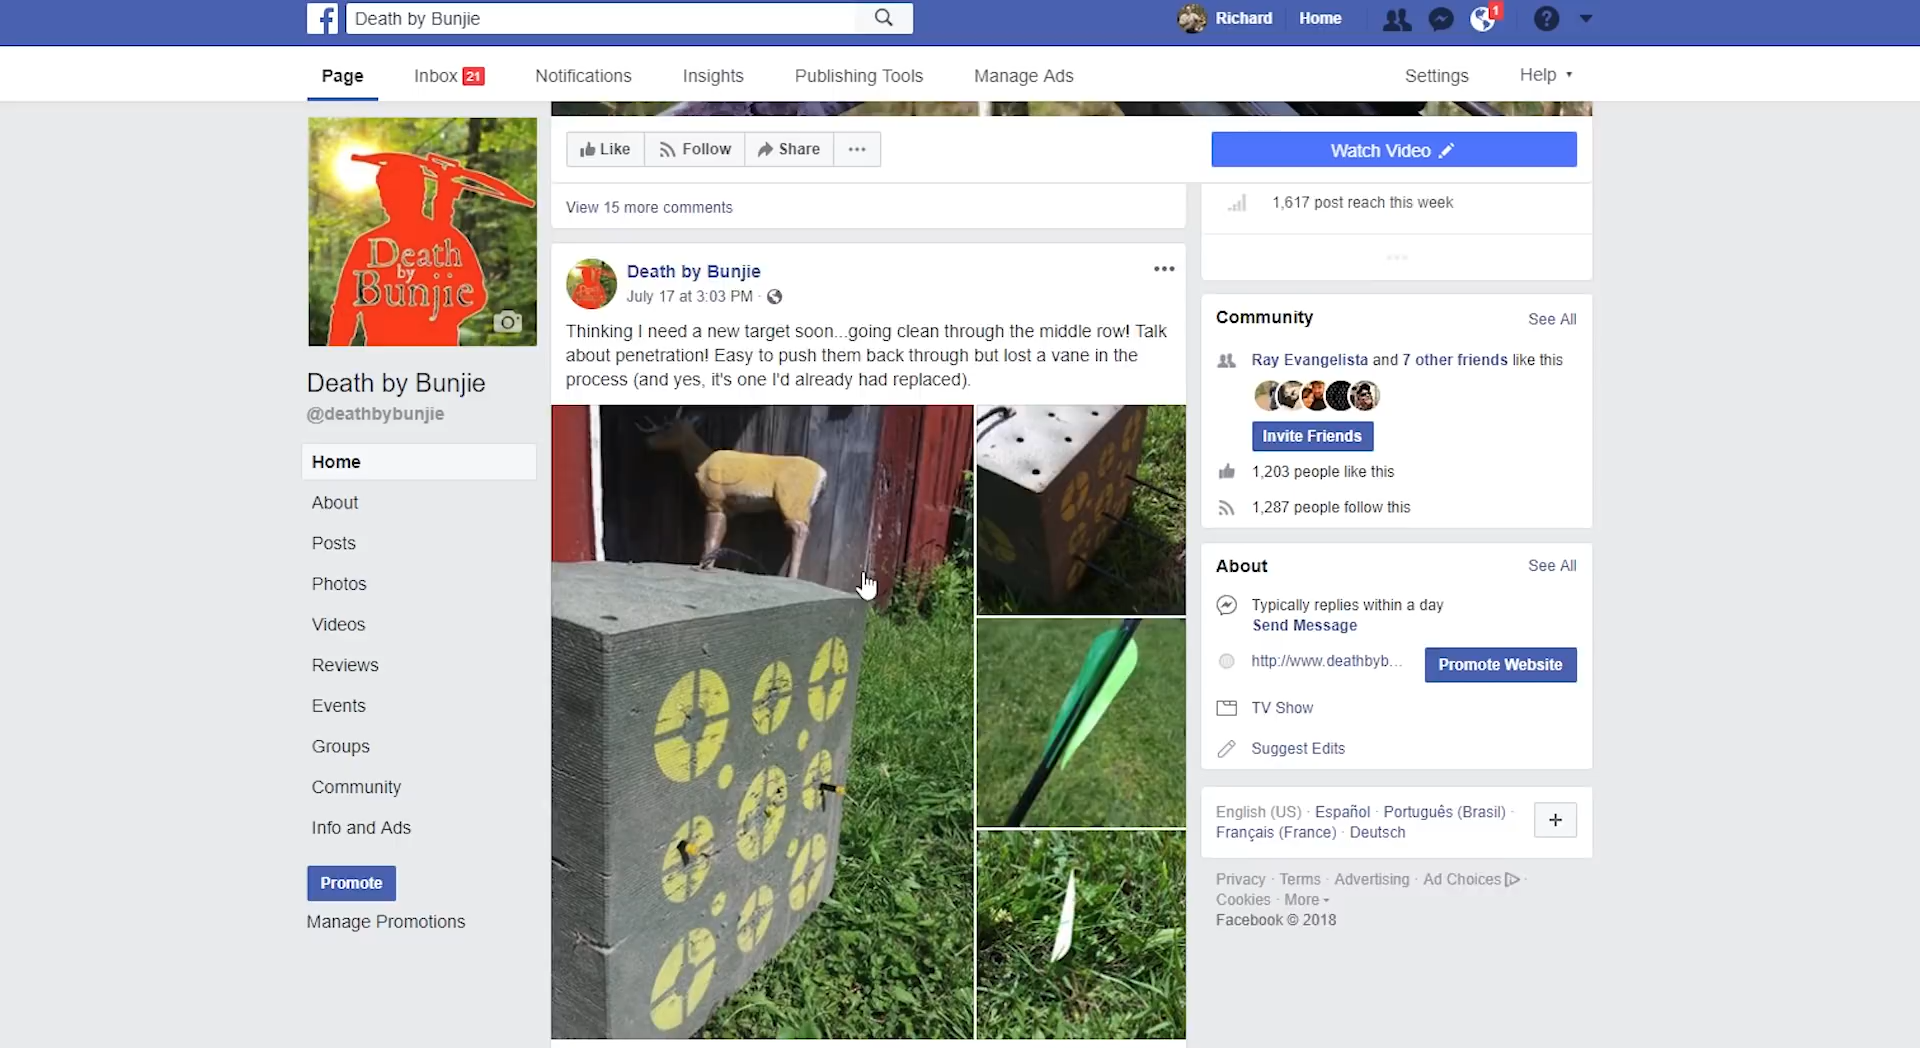 Death by Bunjie
Richard Home 1
Page Inbox 21 Notifications Insights Publishing Tools Manage Ads Settings Help
Like Follow Share ...
Watch Video
View 15 more comments
1,617 post reach this week
Death by Bunjie
Death by Bunjie
@deathbybunjie
Home
About
Posts
Photos
Videos
Reviews
Events
Groups
Community
Info and Ads
Promote
Manage Promotions
Death by Bunjie
July 17 at 3:03 PM ·
Thinking I need a new target soon...going clean through the middle row! Talk
about penetration! Easy to push them back through but lost a vane in the
process (and yes, it's one I'd already had replaced).
Community See All
Ray Evangelista and 7 other friends like this
Invite Friends
1,203 people like this
1,287 people follow this
About See All
Typically replies within a day
Send Message
http://www.deathbyb... Promote Website
TV Show
Suggest Edits
English (US) · Español · Português (Brasil) ·
Français (France) · Deutsch
+
Privacy · Terms · Advertising · Ad Choices ·
Cookies · More
Facebook © 2018